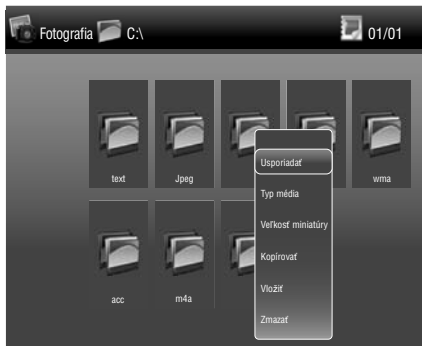 Fotografia C:\ 01/01
text Jpeg wma
Usporiadať
Typ média
Veľkosť miniatúry
Kopírovať
Vložiť
Zmazať
acc m4a